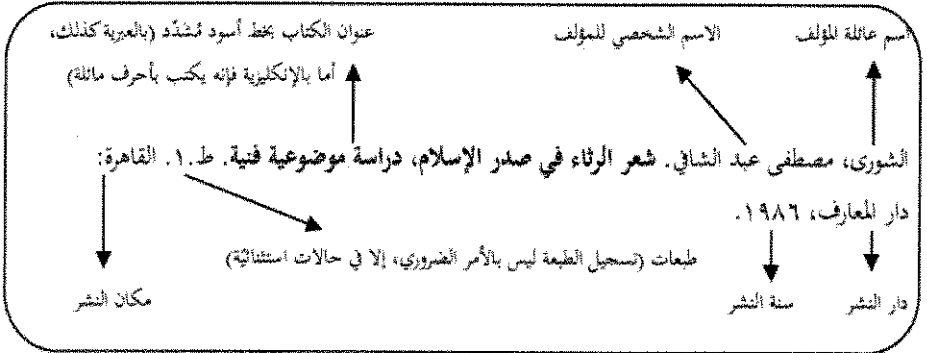 اسم عائلة المؤلف
الاسم الشخصي للمؤلف
عنوان الكتاب بخط أسود مُشدّد (بالعبرية كذلك،
أما بالإنكليزية فإنه يكتب بأحرف مائلة)
الشورى، مصطفى عبد الشافي. شعر الرثاء في صدر الإسلام، دراسة موضوعية فنية. ط.١. القاهرة:
دار المعارف، ١٩٨٦.
طبعات (تسجيل الطبعة ليس بالأمر الضروري، إلا في حالات استثنائية)
دار النشر
سنة النشر
مكان النشر